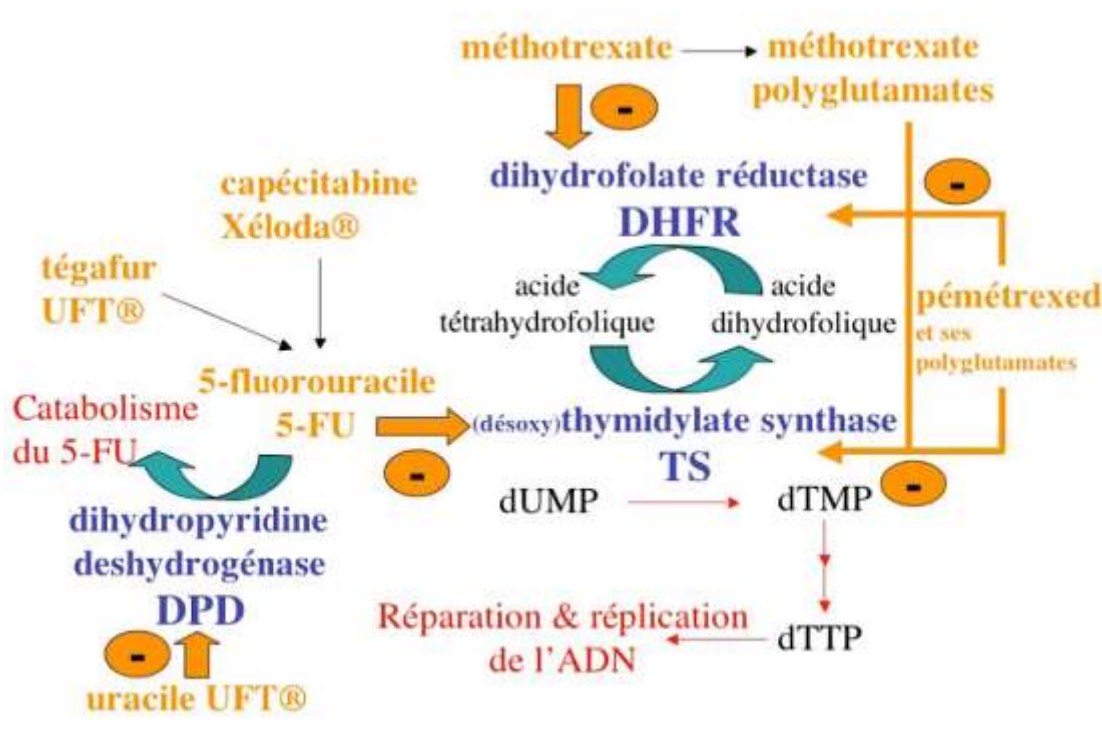 méthotrexate
méthotrexate
polyglutamates
-
dihydrofolate réductase
DHFR
-
capécitabine
Xéloda®
tégafur
UFT®
acide
tétrahydrofolique
acide
dihydrofolique
pémétrexed
et ses
polyglutamates
5-fluorouracile
5-FU
Catabolisme
du 5-FU
-
(désoxy)thymidylate synthase
TS
-
dUMP
dTMP
dihydropyridine
deshydrogénase
DPD
-
uracile UFT®
dTTP
Réparation & réplication
de l'ADN